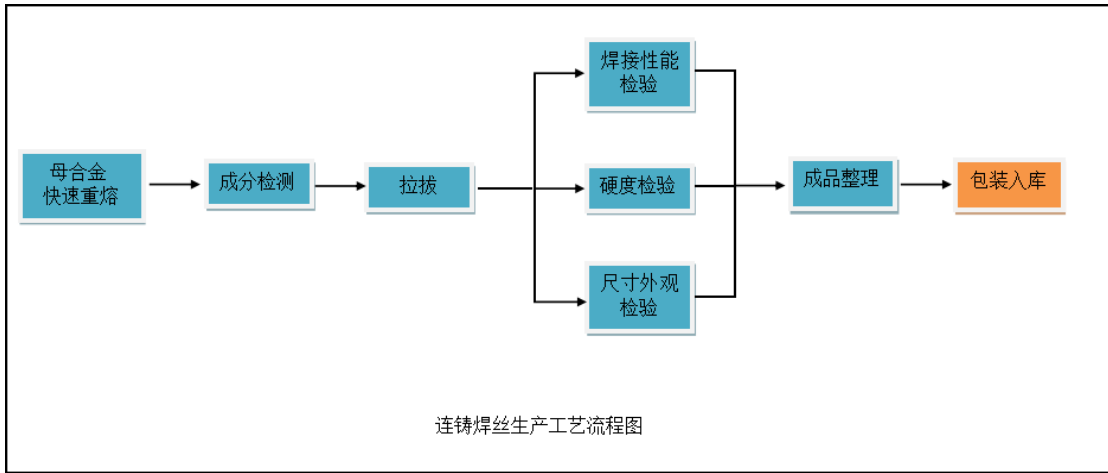 母合金
快速重熔
成分检测
拉拔
焊接性能
检验
硬度检验
尺寸外观
检验
成品整理
包装入库
连铸焊丝生产工艺流程图